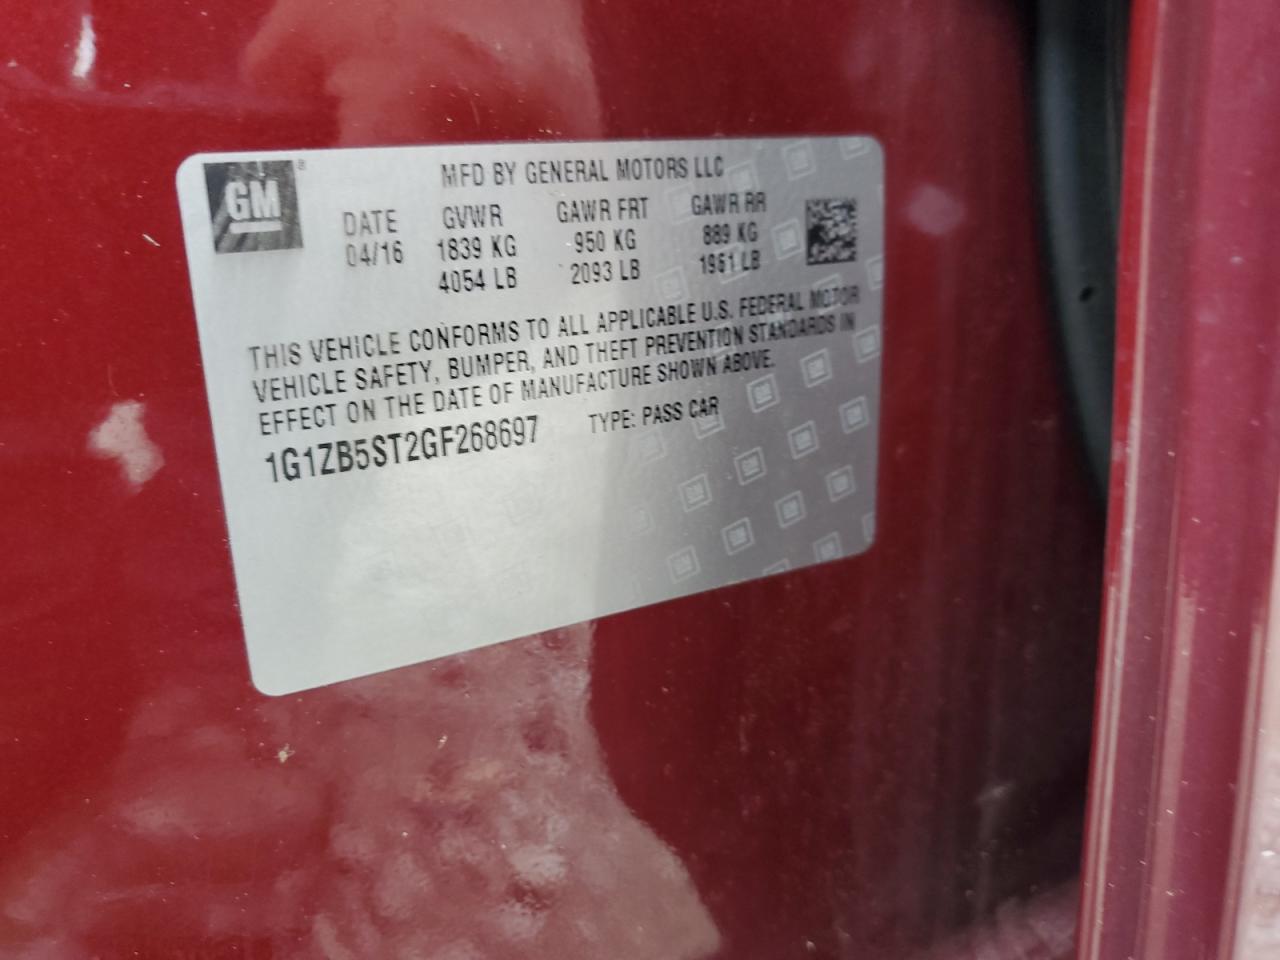 GM®
MFD BY GENERAL MOTORS LLC
DATE GVWR GAWR FRT GAWR RR
04/16 1839 KG 950 KG 889 KG
4054 LB 2093 LB 1961 LB
THIS VEHICLE CONFORMS TO ALL APPLICABLE U.S. FEDERAL MOTOR
VEHICLE SAFETY, BUMPER, AND THEFT PREVENTION STANDARDS IN
EFFECT ON THE DATE OF MANUFACTURE SHOWN ABOVE.
1G1ZB5ST2GF268697 TYPE: PASS CAR